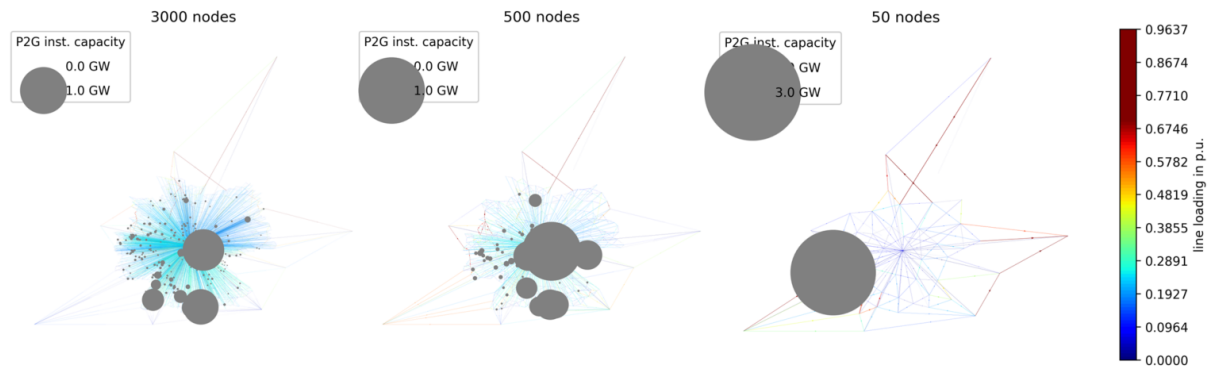 3000 nodes
P2G inst. capacity
0.0 GW
1.0 GW
500 nodes
P2G inst. capacity
0.0 GW
1.0 GW
50 nodes
P2G inst. capacity
GW
3.0 GW
0.9637
0.8674
0.7710
0.6746
0.5782
0.4819
0.3855
0.2891
0.1927
0.0964
0.0000
line loading in p.u.